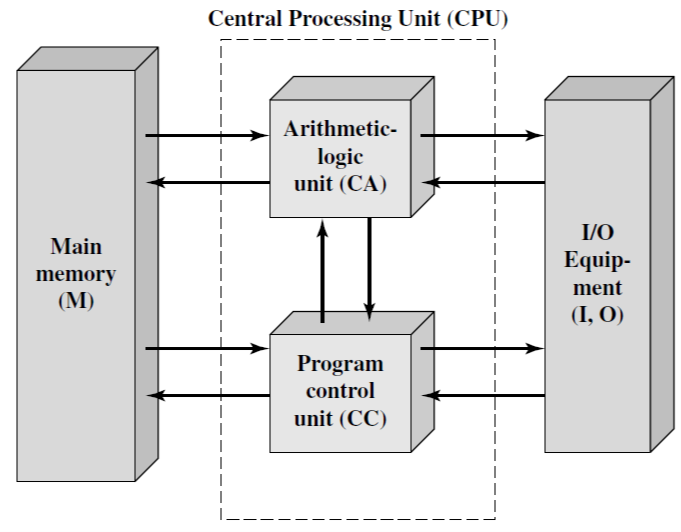 Central Processing Unit (CPU)
Main
memory
(M)
Arithmetic-
logic
unit (CA)
Program
control
unit (CC)
I/O
Equip-
ment
(I, O)